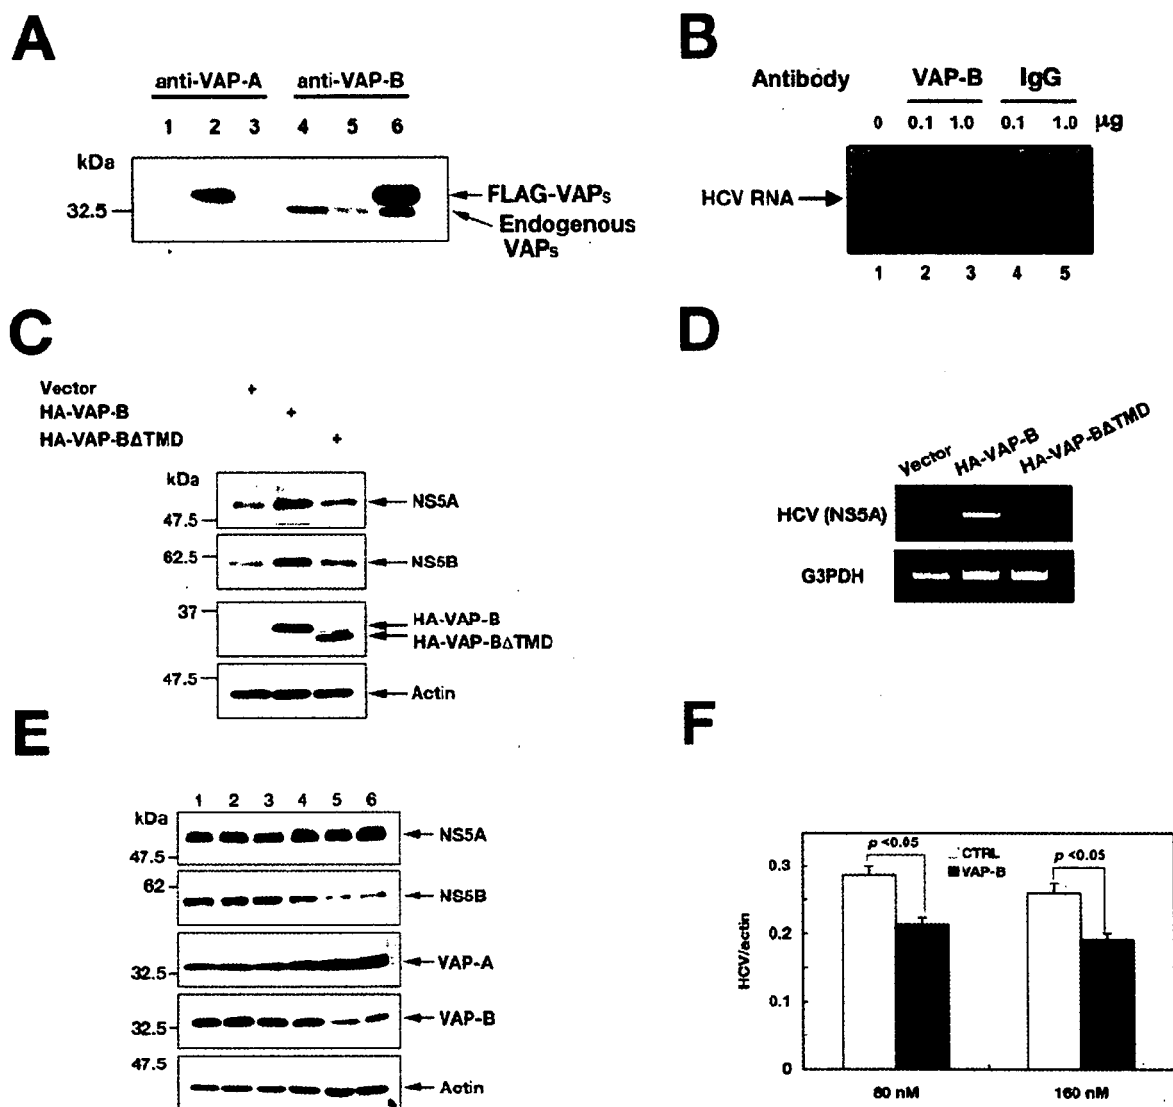 A
anti-VAP-A anti-VAP-B
1 2 3 4 5 6
kDa
32.5
FLAG-VAPs
Endogenous
VAPs
B
Antibody VAP-B IgG
0 0.1 1.0 0.1 1.0 µg
HCV RNA
1 2 3 4 5
C
Vector +
HA-VAP-B +
HA-VAP-BΔTMD +
kDa
47.5
NS5A
62.5
NS5B
37
HA-VAP-B
HA-VAP-BΔTMD
47.5
Actin
D
Vector HA-VAP-B HA-VAP-BΔTMD
HCV (NS5A)
G3PDH
E
1 2 3 4 5 6
kDa
47.5
NS5A
62
NS5B
32.5
VAP-A
32.5
VAP-B
47.5
Actin
F
p <0.05
CTRL
VAP-B
p <0.05
HCV/actin
0.3
0.2
0.1
0
80 nM 160 nM